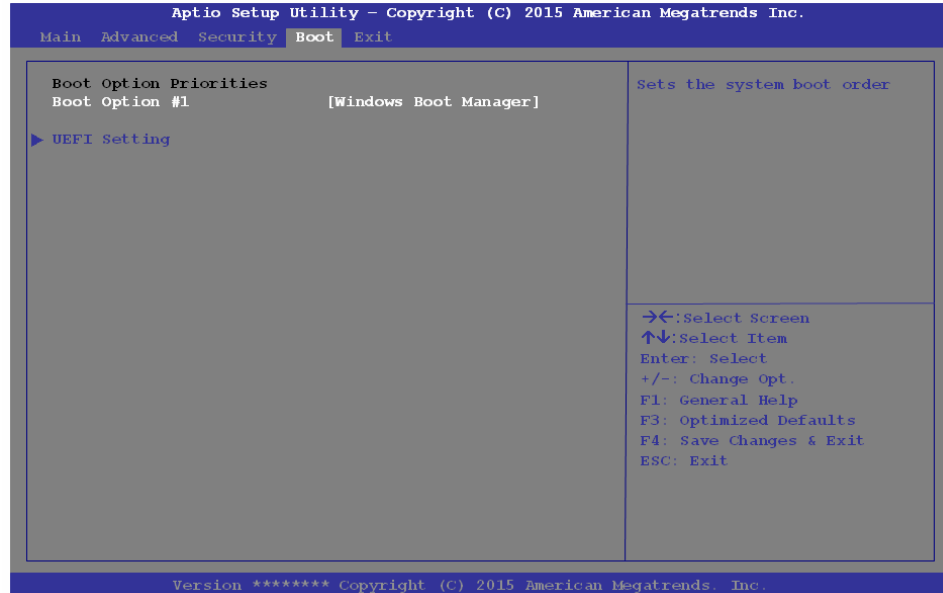 Aptio Setup Utility – Copyright (C) 2015 American Megatrends Inc.
Main Advanced Security Boot Exit
Boot Option Priorities
Boot Option #1 [Windows Boot Manager]
▶ UEFI Setting
Sets the system boot order
→←:Select Screen
↑↓:Select Item
Enter: Select
+/-: Change Opt.
F1: General Help
F3: Optimized Defaults
F4: Save Changes & Exit
ESC: Exit
Version ******** Copyright (C) 2015 American Megatrends. Inc.